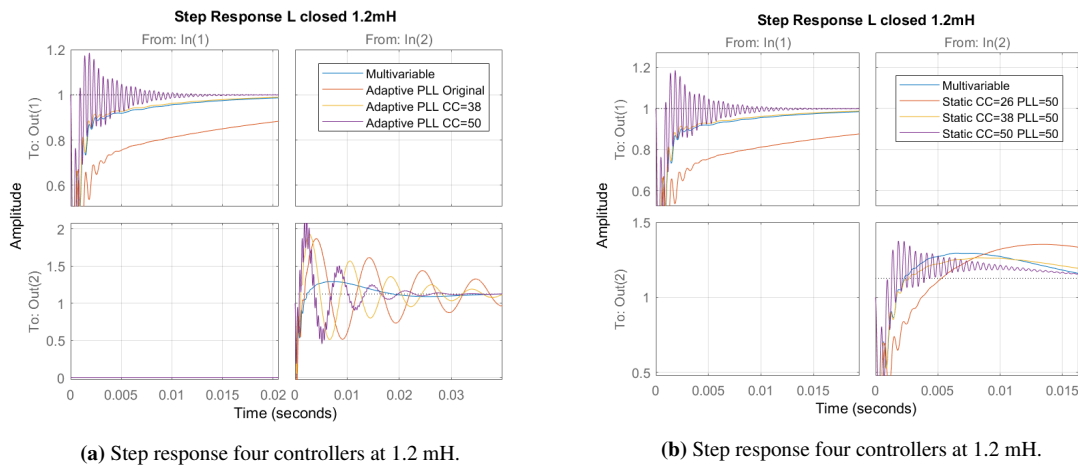 Step Response L closed 1.2mH
From: In(1)
From: In(2)
To: Out(1)
1.2
1
0.8
0.6
Multivariable
Adaptive PLL Original
Adaptive PLL CC=38
Adaptive PLL CC=50
Amplitude
To: Out(2)
2
1.5
1
0.5
0
0
0.005
0.01
0.015
0.02
0
0.01
0.02
0.03
Time (seconds)
(a) Step response four controllers at 1.2 mH.
Step Response L closed 1.2mH
From: In(1)
From: In(2)
To: Out(1)
1.2
1
0.8
0.6
Multivariable
Static CC=26 PLL=50
Static CC=38 PLL=50
Static CC=50 PLL=50
Amplitude
To: Out(2)
1.5
1
0.5
0
0.005
0.01
0.015
0
0.005
0.01
0.015
Time (seconds)
(b) Step response four controllers at 1.2 mH.